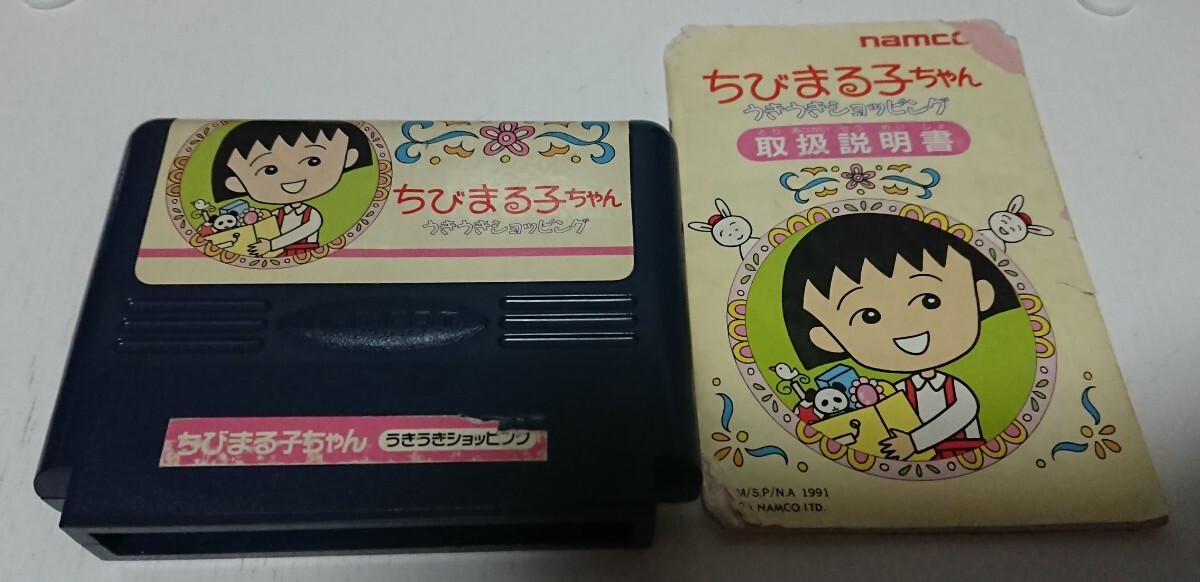 ちびまる子ちゃん
うきうきショッピング
ちびまる子ちゃん うきうきショッピング
namco
ちびまる子ちゃん
うきうきショッピング
取扱説明書
M/S.P/N.A 1991
NAMCO LTD.